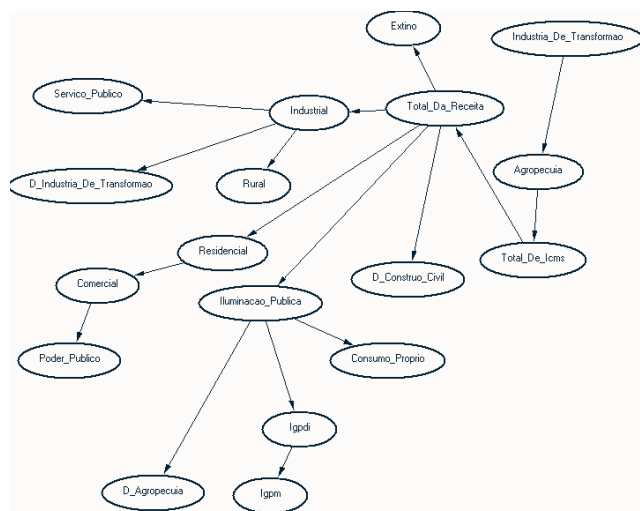 Extino
Industria_De_Transformao
Servico_Publico
Industrial
Total_Da_Receita
D_Industria_De_Transformao
Rural
Agropecuia
Residencial
Total_De_Icms
Comercial
D_Construo_Civil
Iluminacao_Publica
Poder_Publico
Consumo_Proprio
Igpdi
D_Agropecuia
Igpm